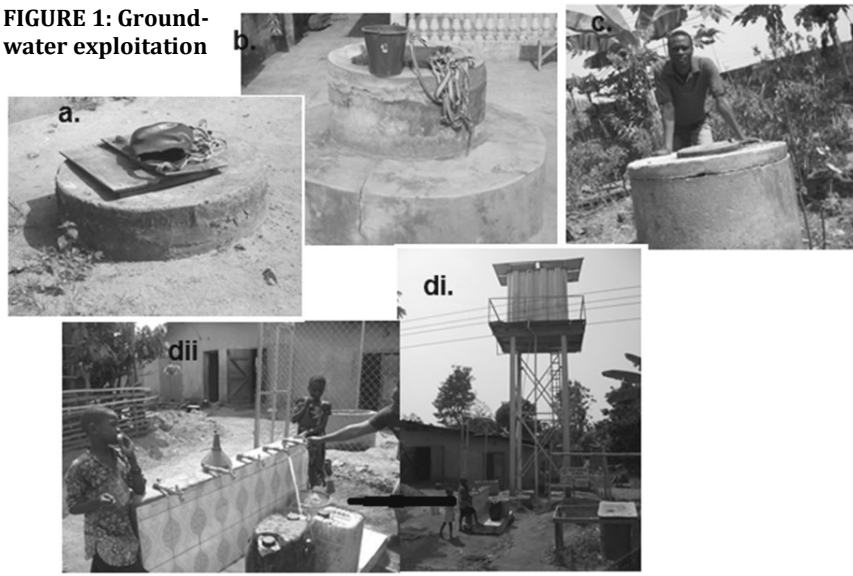 FIGURE 1: Ground-
water exploitation
b.
c.
a.
di.
dii